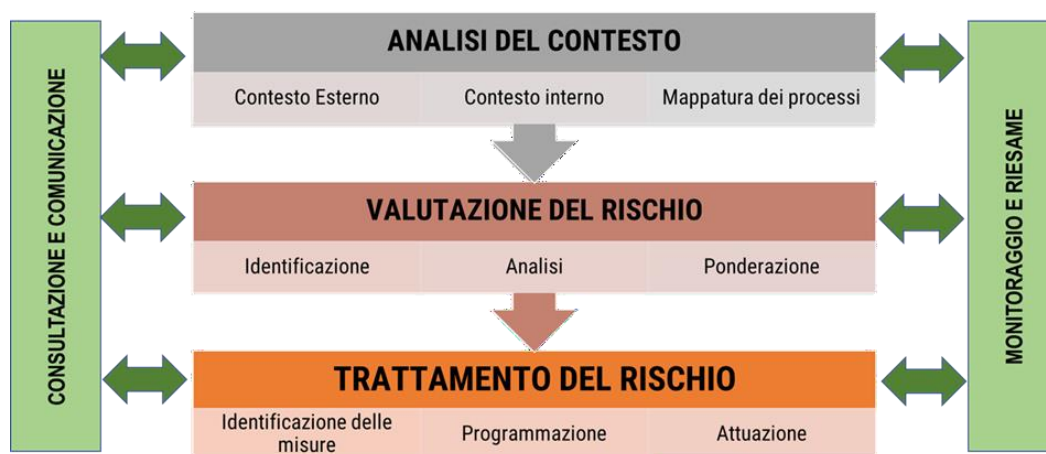 CONSULTAZIONE E COMUNICAZIONE
ANALISI DEL CONTESTO
Contesto Esterno
Contesto interno
Mappatura dei processi
VALUTAZIONE DEL RISCHIO
Identificazione
Analisi
Ponderazione
TRATTAMENTO DEL RISCHIO
Identificazione delle
misure
Programmazione
Attuazione
MONITORAGGIO E RIESAME